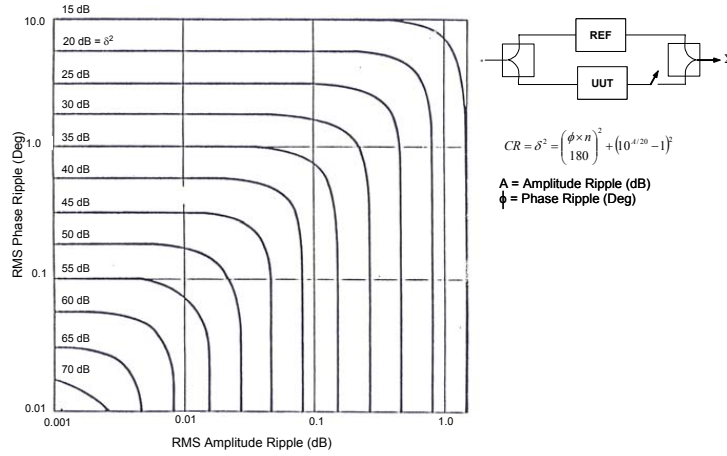 15 dB
10.0
20 dB = δ²
25 dB
30 dB
35 dB
1.0
40 dB
45 dB
50 dB
55 dB
0.1
60 dB
65 dB
70 dB
0.01
0.001
0.01
0.1
1.0
RMS Phase Ripple (Deg)
RMS Amplitude Ripple (dB)
REF
UUT
CR = δ² = (φ×n / 180)² + (10^{A/20} − 1)²
A = Amplitude Ripple (dB)
ϕ = Phase Ripple (Deg)